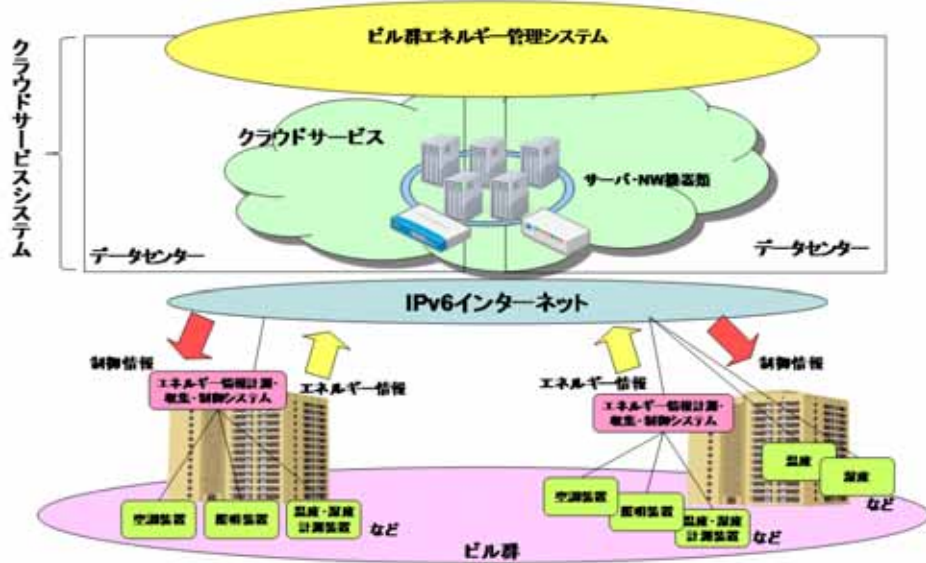 ビル群エネルギー管理システム
クラウドサービスシステム
クラウドサービス
サーバ・NW機器類
データセンター
データセンター
IPv6インターネット
制御情報
エネルギー情報
エネルギー情報
制御情報
エネルギー情報計測・
収集・制御システム
エネルギー情報計測・
収集・制御システム
温度
湿度
など
空調装置
照明装置
温度・湿度
計測装置
など
空調装置
照明装置
温度・湿度
計測装置
など
ビル群